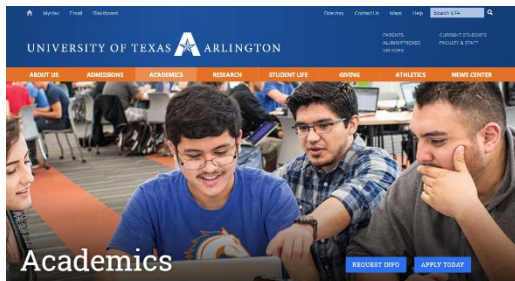 MyMav Email Blackboard Directory Contact Us Maps Help Search UTA
UNIVERSITY OF TEXAS A ARLINGTON
PARENTS CURRENT STUDENTS
ALUMNI/FRIENDS FACULTY & STAFF
VISITORS
ABOUT US ADMISSIONS ACADEMICS RESEARCH STUDENT LIFE GIVING ATHLETICS NEWS CENTER
Academics
REQUEST INFO APPLY TODAY